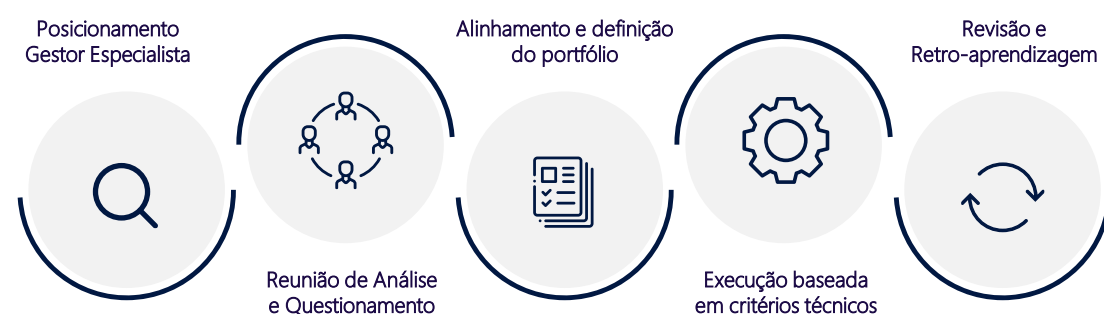 Posicionamento
Gestor Especialista
Reunião de Análise
e Questionamento
Alinhamento e definição
do portfólio
Execução baseada
em critérios técnicos
Revisão e
Retro-aprendizagem